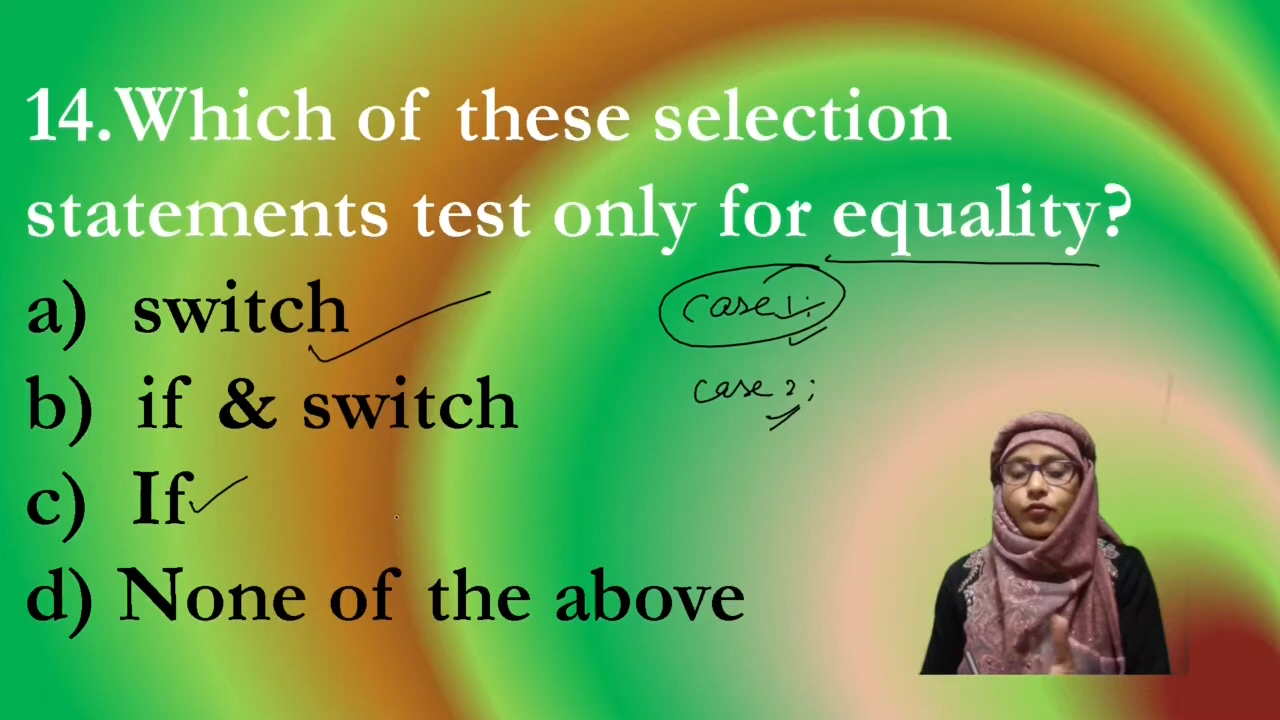 14.Which of these selection
statements test only for equality?
a) switch
case 1:
b) if & switch
case 2;
c) If
d) None of the above